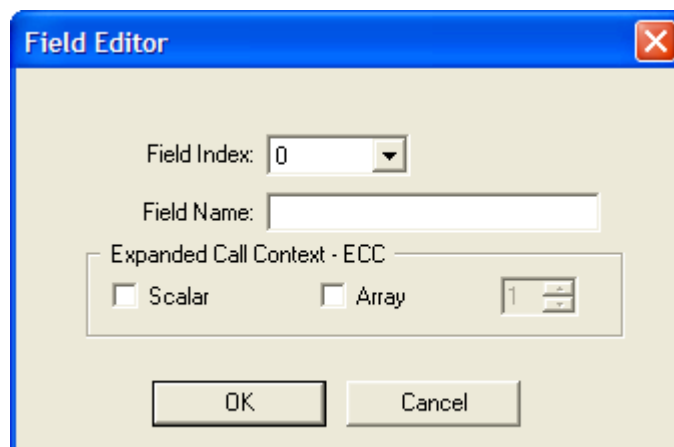 Field Editor
Field Index: 0
Field Name:
Expanded Call Context - ECC
Scalar Array 1
OK Cancel